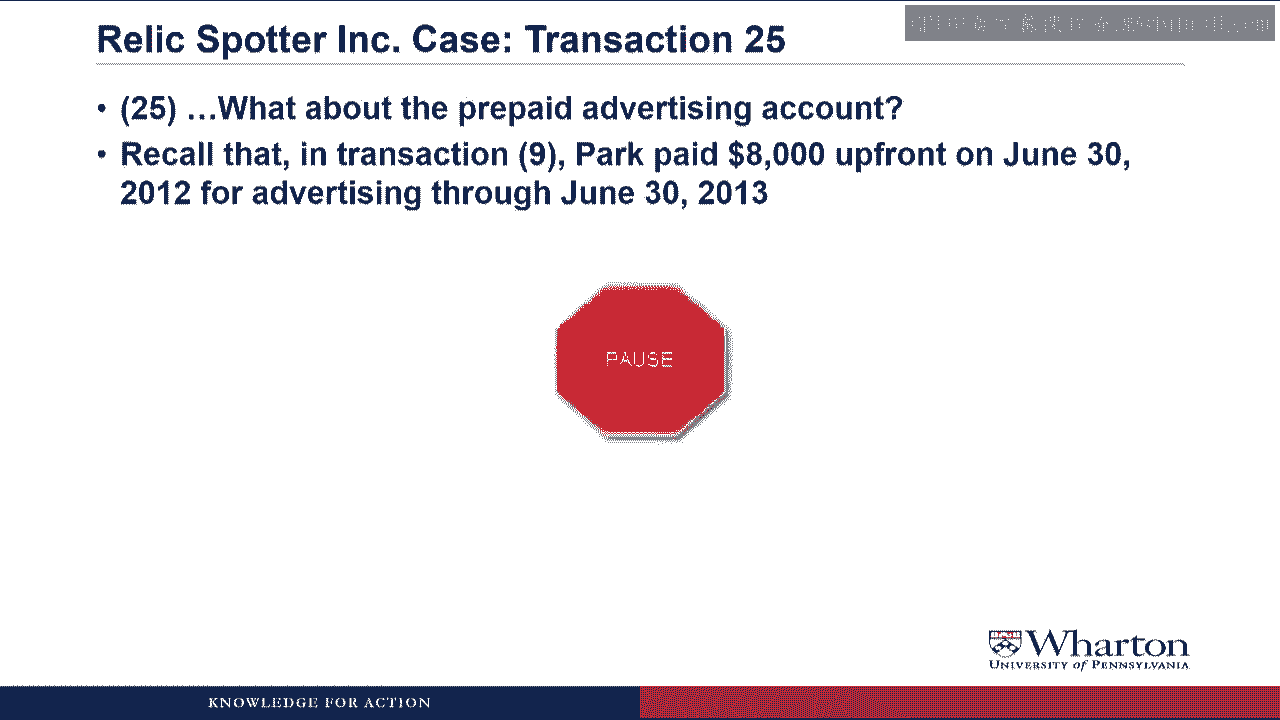 Relic Spotter Inc. Case: Transaction 25
• (25) …What about the prepaid advertising account?
• Recall that, in transaction (9), Park paid $8,000 upfront on June 30,
2012 for advertising through June 30, 2013
PAUSE
Wharton
UNIVERSITY of PENNSYLVANIA
KNOWLEDGE FOR ACTION